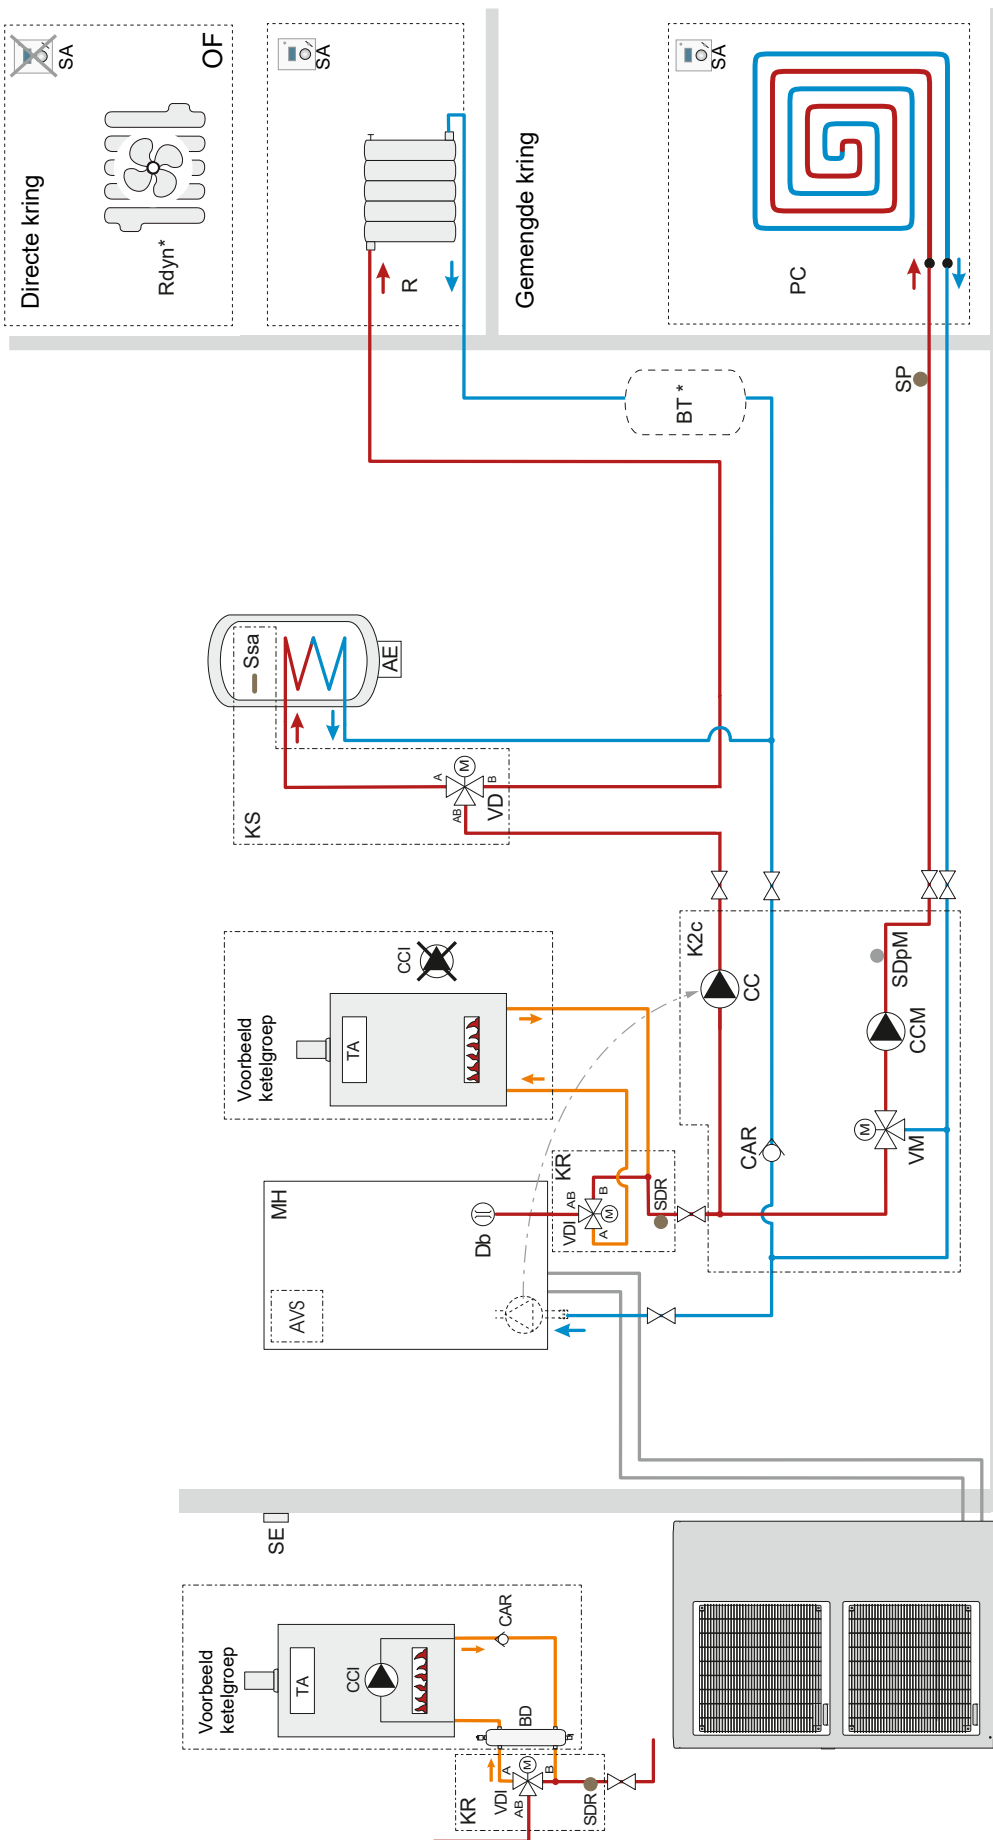 Directe kring
SA
OF
Rdyn*
SA
R
Gemengde kring
SA
PC
SP
BT *
Ssa
AE
KS
A
M
AB
B
VD
Voorbeeld
ketelgroep
TA
CCI
K2c
CC
SDpM
CCM
M
VM
CAR
MH
AVS
Db
KR
VDI
AB
B
A
M
SDR
SE
Voorbeeld
ketelgroep
TA
CCI
CAR
BD
KR
VDI
A
M
AB
B
SDR